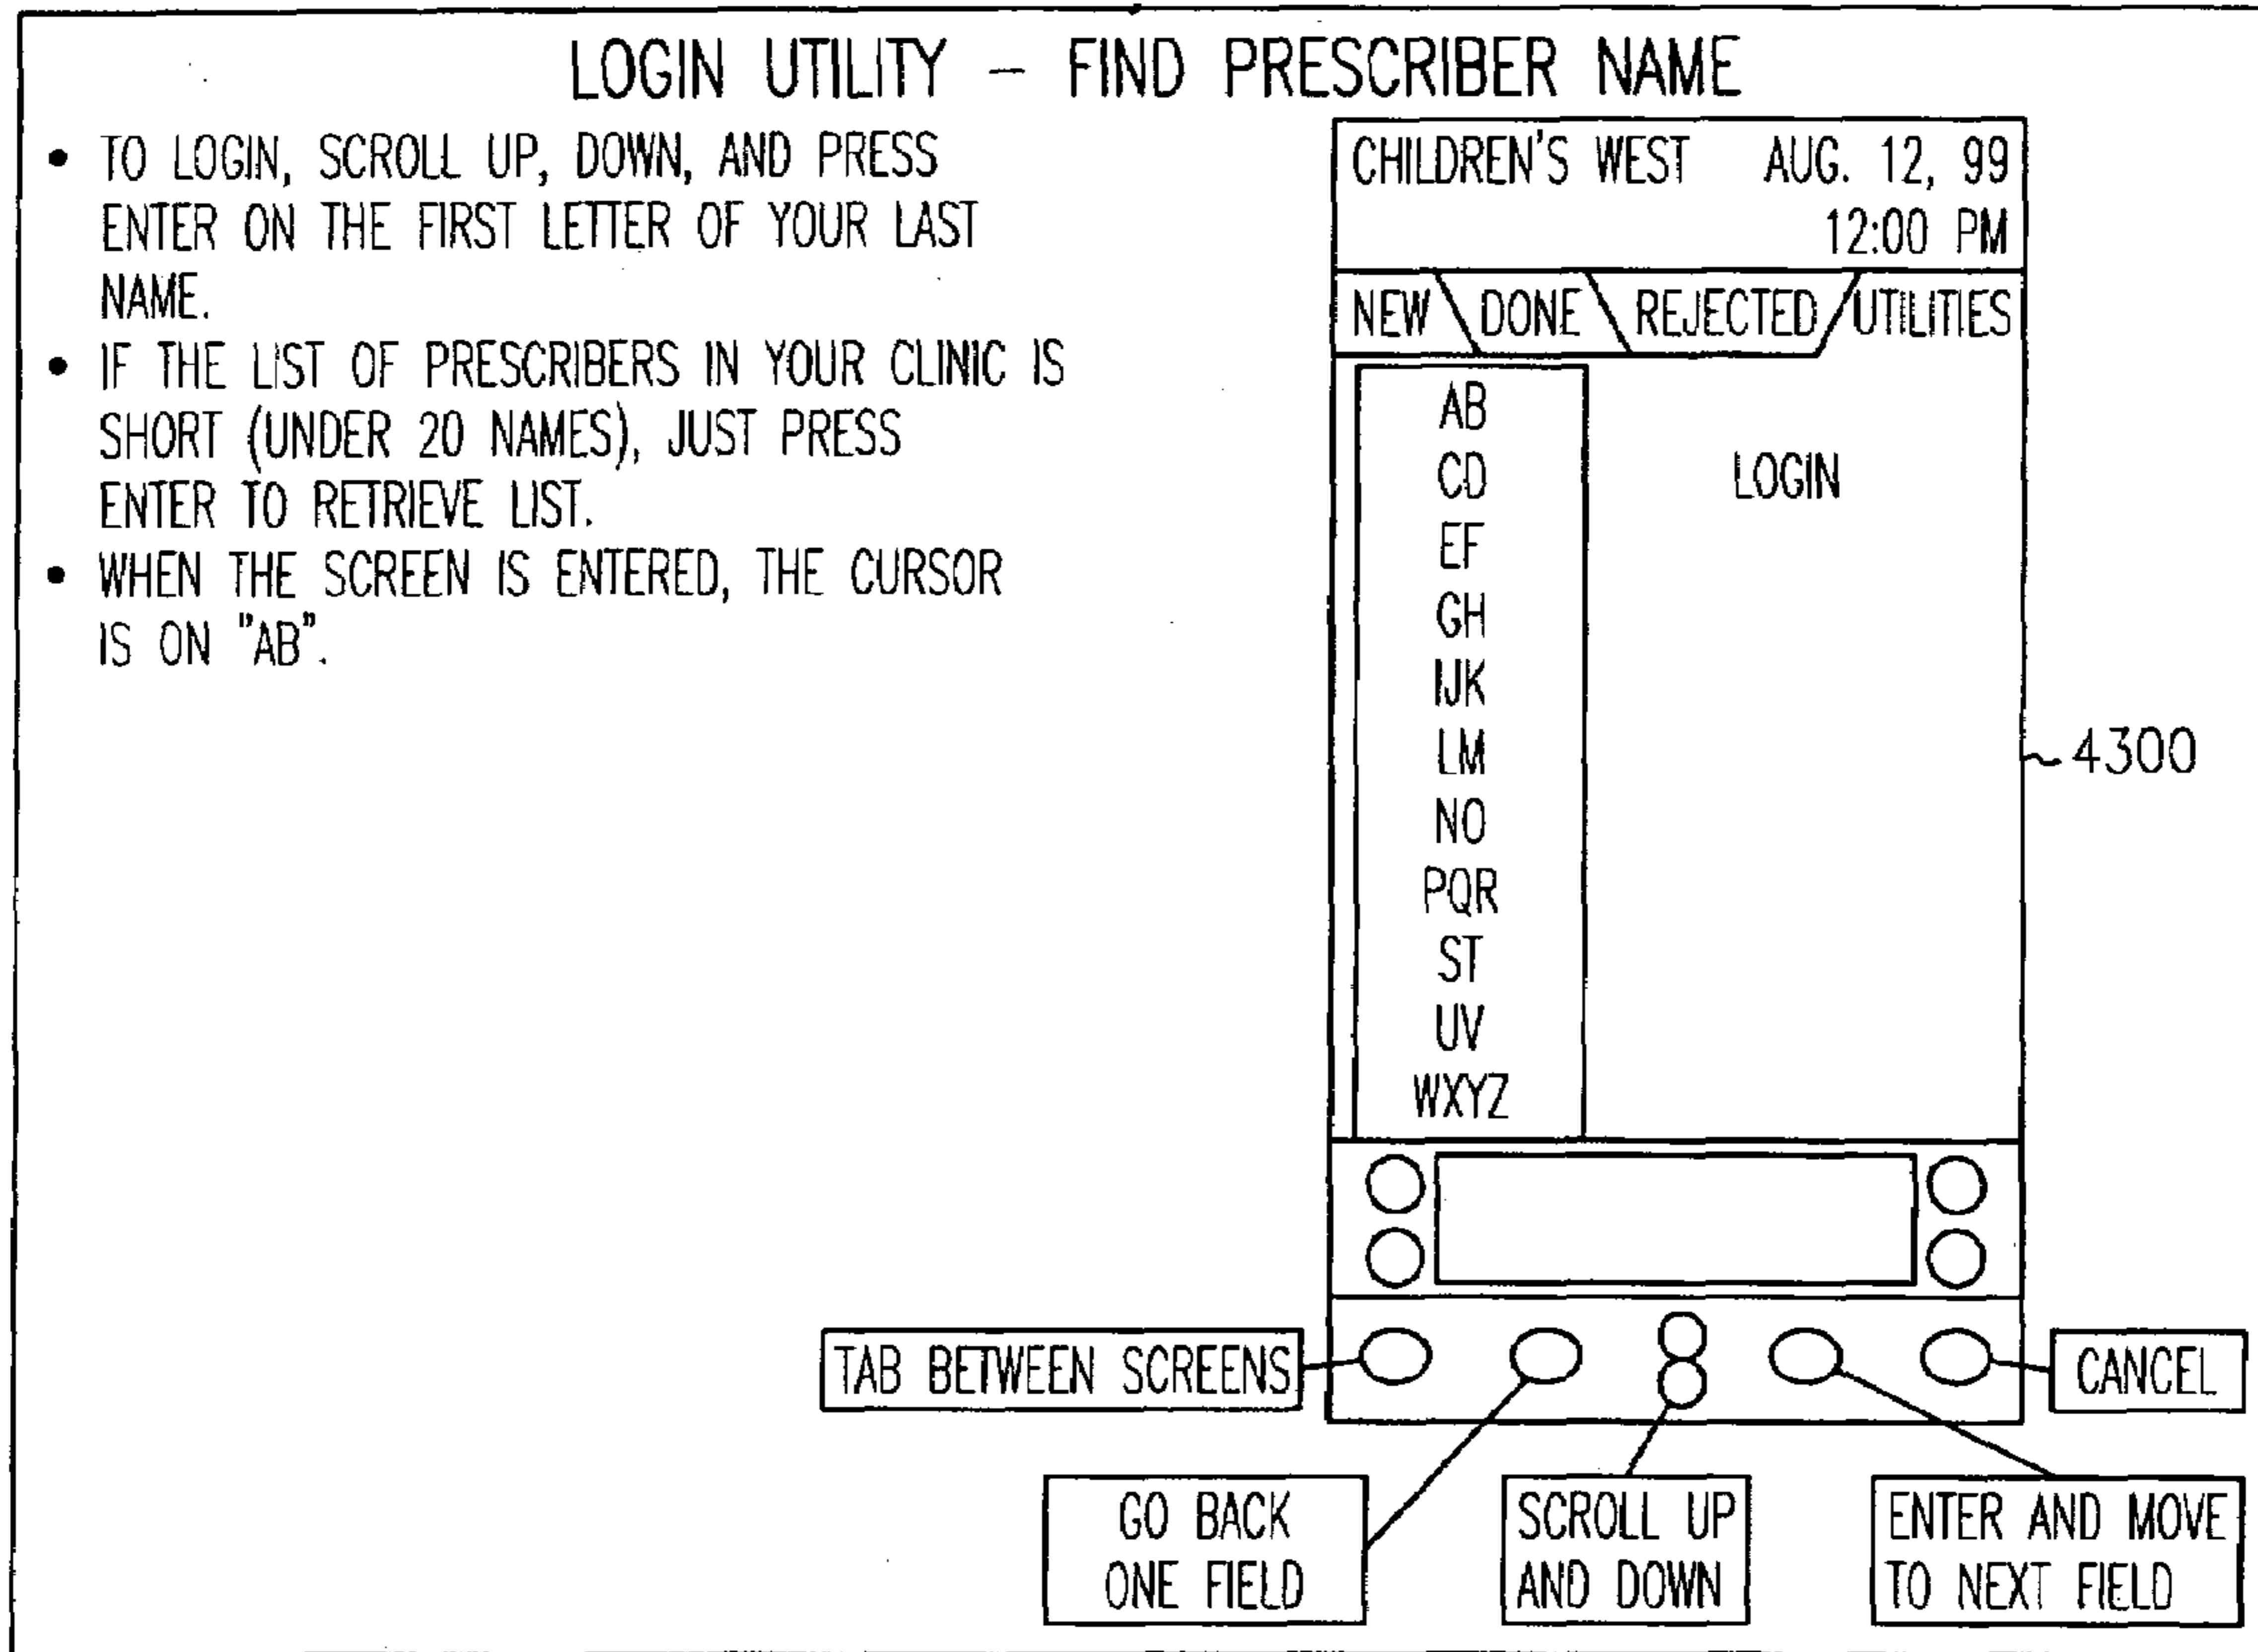 LOGIN UTILITY – FIND PRESCRIBER NAME
• TO LOGIN, SCROLL UP, DOWN, AND PRESS
ENTER ON THE FIRST LETTER OF YOUR LAST
NAME.
• IF THE LIST OF PRESCRIBERS IN YOUR CLINIC IS
SHORT (UNDER 20 NAMES), JUST PRESS
ENTER TO RETRIEVE LIST.
• WHEN THE SCREEN IS ENTERED, THE CURSOR
IS ON "AB".
CHILDREN'S WEST AUG. 12, 99
12:00 PM
NEW DONE REJECTED UTILITIES
AB
CD
LOGIN
EF
GH
IJK
LM
4300
NO
PQR
ST
UV
WXYZ
TAB BETWEEN SCREENS
CANCEL
GO BACK
ONE FIELD
SCROLL UP
AND DOWN
ENTER AND MOVE
TO NEXT FIELD